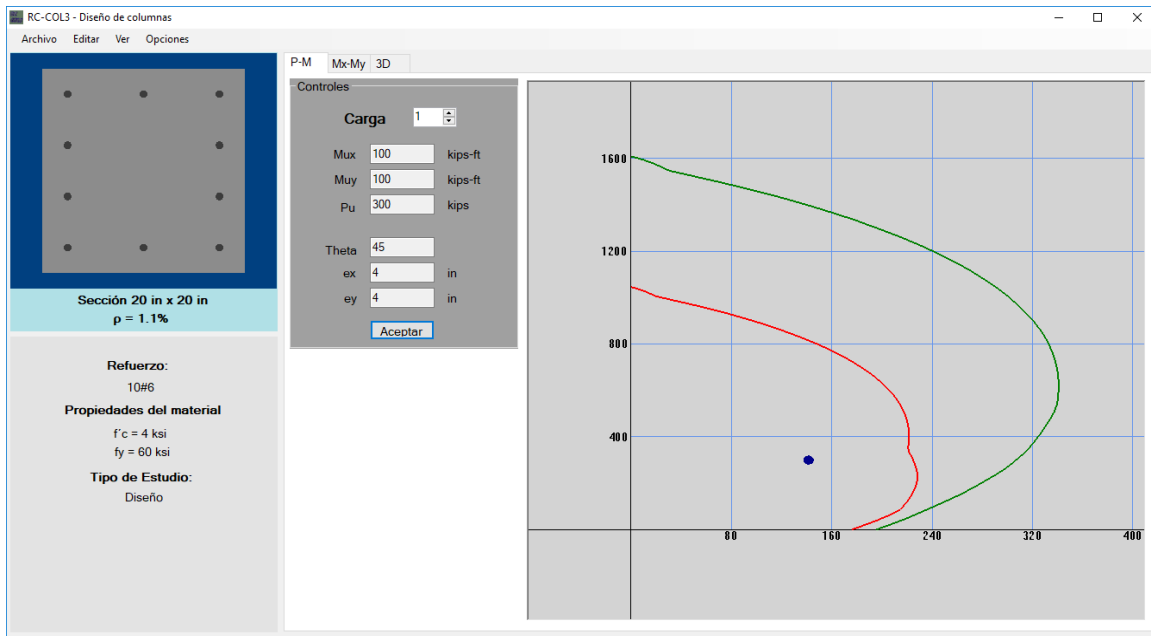 RC-COL3 - Diseño de columnas
Archivo Editar Ver Opciones
Sección 20 in x 20 in
ρ = 1.1%
Refuerzo:
10#6
Propiedades del material
f´c = 4 ksi
fy = 60 ksi
Tipo de Estudio:
Diseño
P-M Mx-My 3D
Controles
Carga 1
Mux 100 kips-ft
Muy 100 kips-ft
Pu 300 kips
Theta 45
ex 4 in
ey 4 in
Aceptar
1600
1200
800
400
80 160 240 320 400